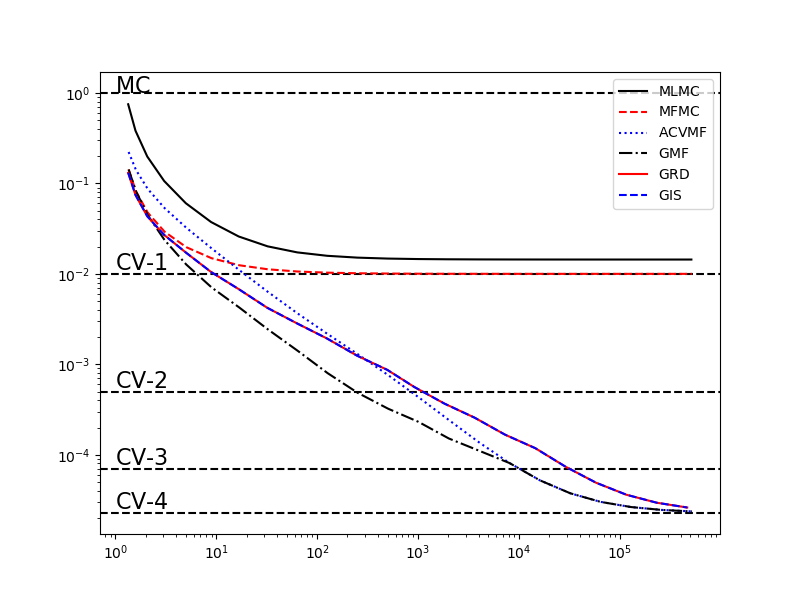 MC
CV-1
CV-2
CV-3
CV-4
MLMC
MFMC
ACVMF
GMF
GRD
GIS
10⁰
10⁻¹
10⁻²
10⁻³
10⁻⁴
10⁰ 10¹ 10² 10³ 10⁴ 10⁵